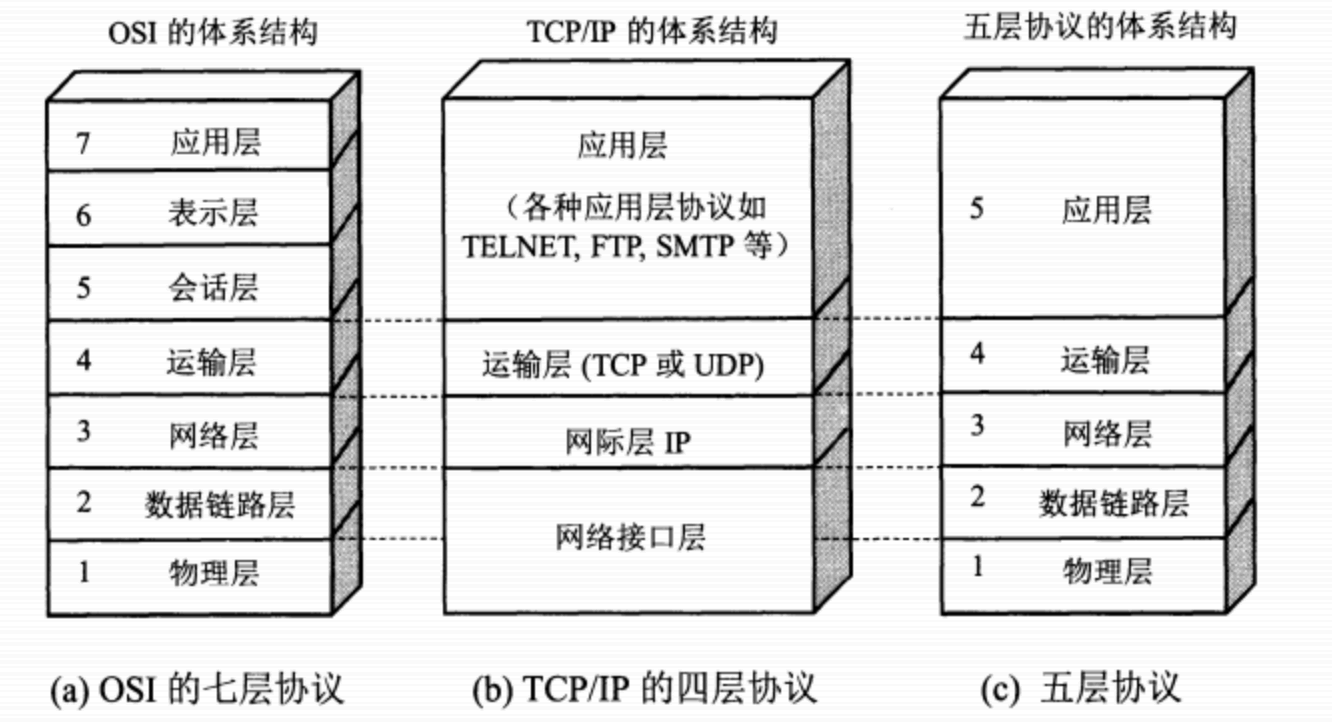 OSI 的体系结构
7 应用层
6 表示层
5 会话层
4 运输层
3 网络层
2 数据链路层
1 物理层
(a) OSI 的七层协议
TCP/IP 的体系结构
应用层
（各种应用层协议如
TELNET, FTP, SMTP 等）
运输层 (TCP 或 UDP)
网际层 IP
网络接口层
(b) TCP/IP 的四层协议
五层协议的体系结构
5 应用层
4 运输层
3 网络层
2 数据链路层
1 物理层
(c) 五层协议